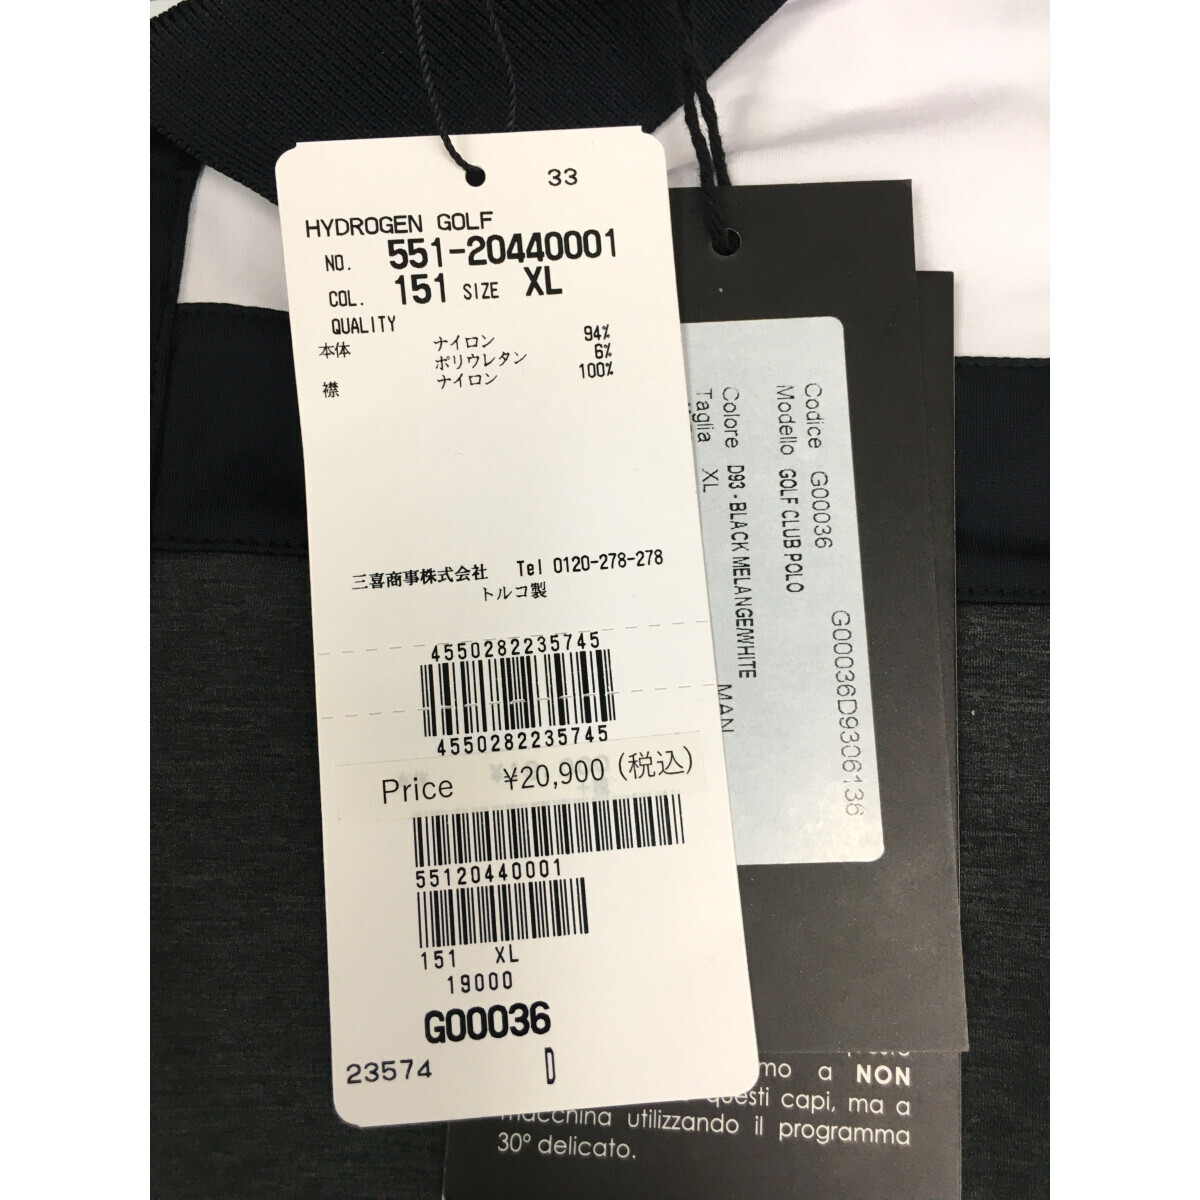 33
HYDROGEN GOLF
NO. 551-20440001
COL. 151 SIZE XL
QUALITY
本体 ナイロン 94%
ポリウレタン 6%
襟 ナイロン 100%
三喜商事株式会社 Tel 0120-278-278
トルコ製
4550282235745
4550282235745
Price ¥20,900 (税込)
55120440001
151 XL
19000
G00036
23574 D
Codice G00036
Modello GOLF CLUB POLO
Colore D93 - BLACK MELANGE/WHITE
Taglia XL MAN
G00036D9306136
mo a NON
questi capi, ma a
macchina utilizzando il programma
30° delicato.